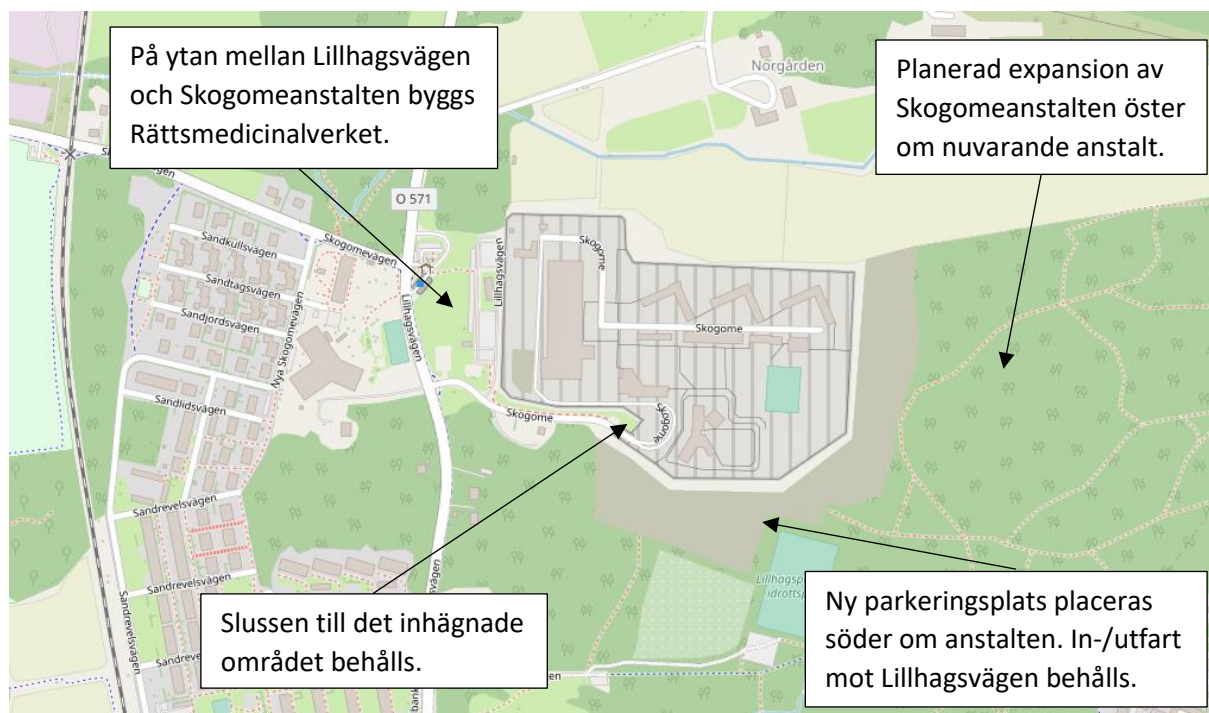 På ytan mellan Lillhagsvägen
och Skogomeanstalten byggs
Rättsmedicinalverket.
Planerad expansion av
Skogomeanstalten öster
om nuvarande anstalt.
Norgården
O 571
Skogomevägen
Sandkullsvägen
Sandtagsvägen
Sandjordsvägen
Nya Skogomevägen
Lillhagsvägen
Lillhagsvägen
Skogome
Skogome
Skogome
Skogome
Sandlidsvägen
Sandrevelsvägen
Sandrevelsvägen
Sandrevelsvägen
Slussen till det inhägnade
området behålls.
Ny parkeringsplats placeras
söder om anstalten. In-/utfart
mot Lillhagsvägen behålls.